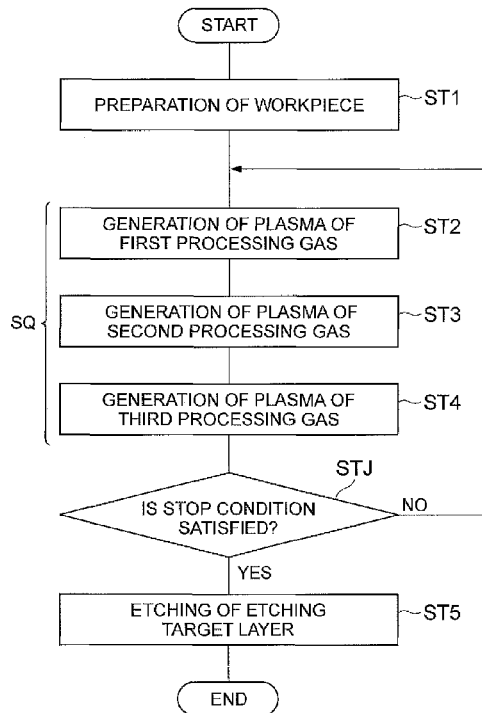 START
PREPARATION OF WORKPIECE
ST1
GENERATION OF PLASMA OF
FIRST PROCESSING GAS
ST2
SQ
GENERATION OF PLASMA OF
SECOND PROCESSING GAS
ST3
GENERATION OF PLASMA OF
THIRD PROCESSING GAS
ST4
STJ
IS STOP CONDITION
SATISFIED?
NO
YES
ETCHING OF ETCHING
TARGET LAYER
ST5
END